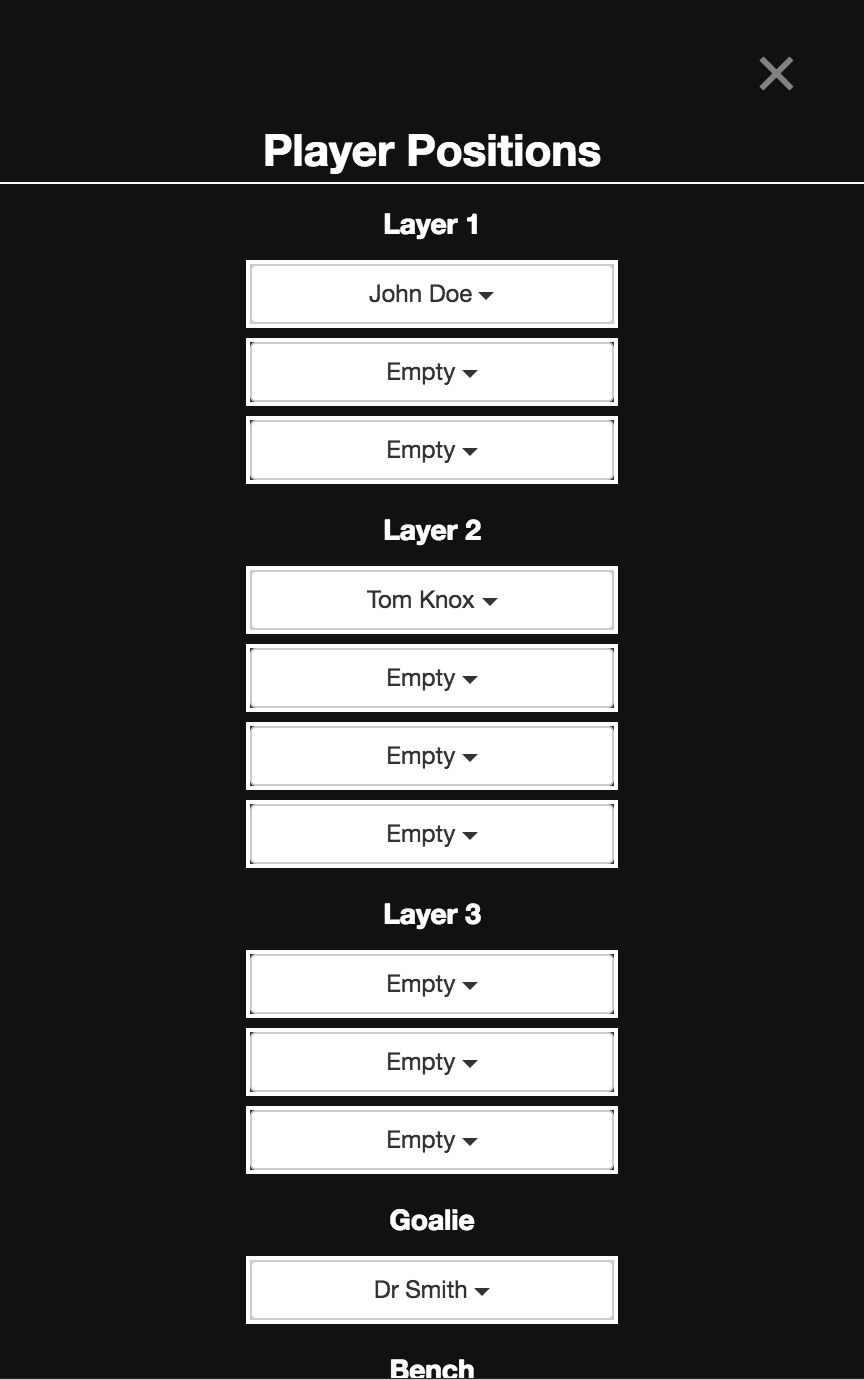 Player Positions
Layer 1
John Doe
Empty
Empty
Layer 2
Tom Knox
Empty
Empty
Empty
Layer 3
Empty
Empty
Empty
Goalie
Dr Smith
Bench